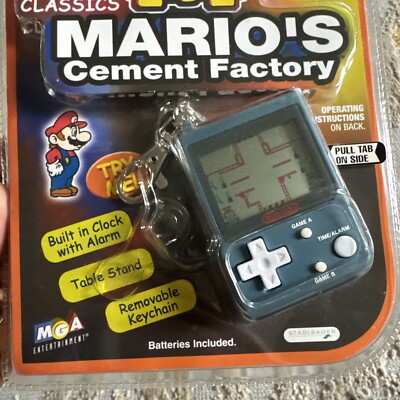 CLASSICS
MARIO'S
Cement Factory
OPERATING
INSTRUCTIONS
ON BACK.
PULL TAB
ON SIDE
TRY
ME!
GAME A
TIME/ALARM
GAME B
Built in Clock
with Alarm
Table Stand
Removable
Keychain
MGA
ENTERTAINMENT
STADLBAUER
Batteries Included.